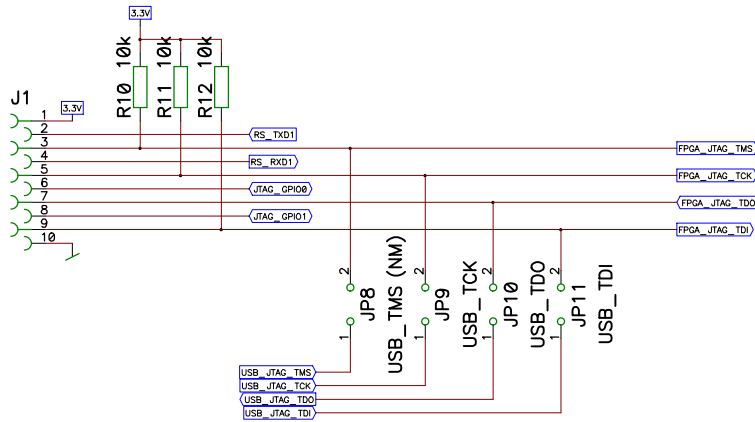 3.3V
R10 10k
R11 10k
R12 10k
J1
3.3V
1
2
RS_TXD1
3
FPGA_JTAG_TMS
4
RS_RXD1
5
FPGA_JTAG_TCK
6
JTAG_GPIO0
7
FPGA_JTAG_TDO
8
JTAG_GPIO1
9
FPGA_JTAG_TDI
10
2
1
JP8
USB_TMS (NM)
2
1
JP9
USB_TCK
2
1
JP10
USB_TDO
2
1
JP11
USB_TDI
USB_JTAG_TMS
USB_JTAG_TCK
USB_JTAG_TDO
USB_JTAG_TDI